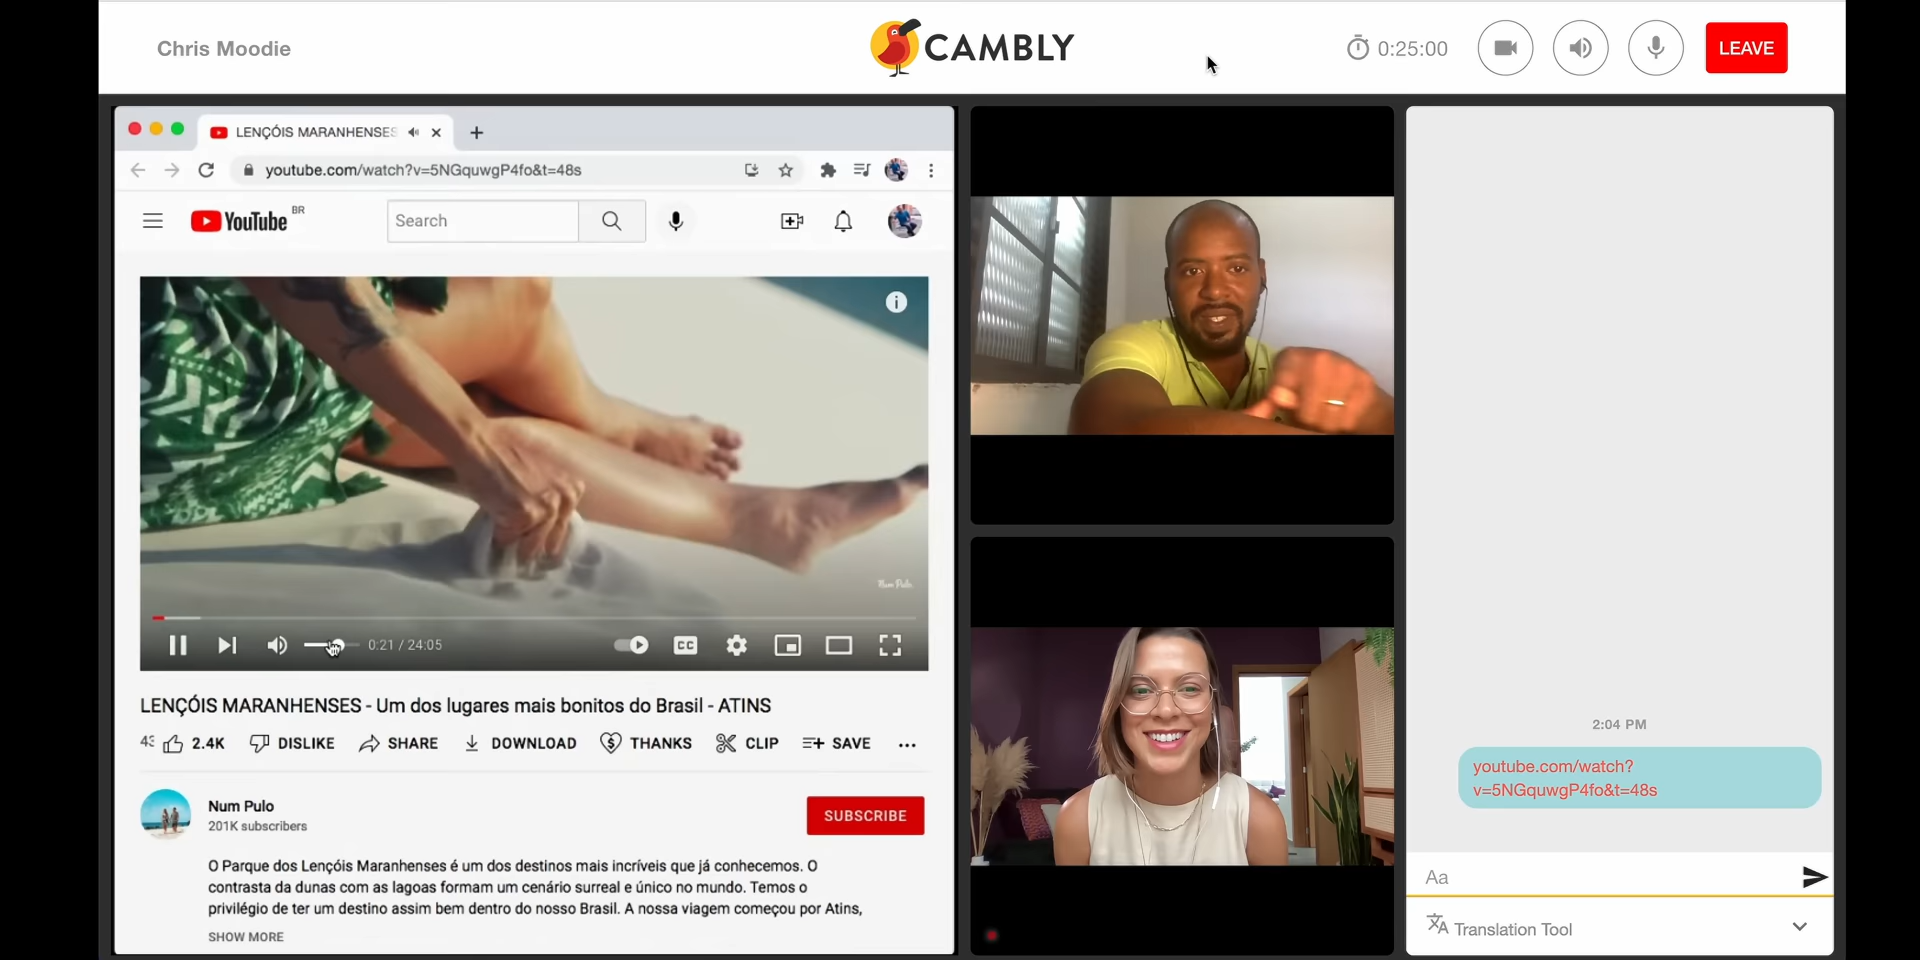 Chris Moodie
CAMBLY
0:25:00
LEAVE
LENÇÓIS MARANHENSES
youtube.com/watch?v=5NGquwgP4fo&t=48s
YouTube BR
Search
Num Pulo
0:21 / 24:05
CC
LENÇÓIS MARANHENSES - Um dos lugares mais bonitos do Brasil - ATINS
2.4K DISLIKE SHARE DOWNLOAD THANKS CLIP SAVE
Num Pulo
201K subscribers
SUBSCRIBE
O Parque dos Lençóis Maranhenses é um dos destinos mais incríveis que já conhecemos. O
contrasta da dunas com as lagoas formam um cenário surreal e único no mundo. Temos o
privilégio de ter um destino assim bem dentro do nosso Brasil. A nossa viagem começou por Atins,
SHOW MORE
2:04 PM
youtube.com/watch?
v=5NGquwgP4fo&t=48s
Aa
Translation Tool